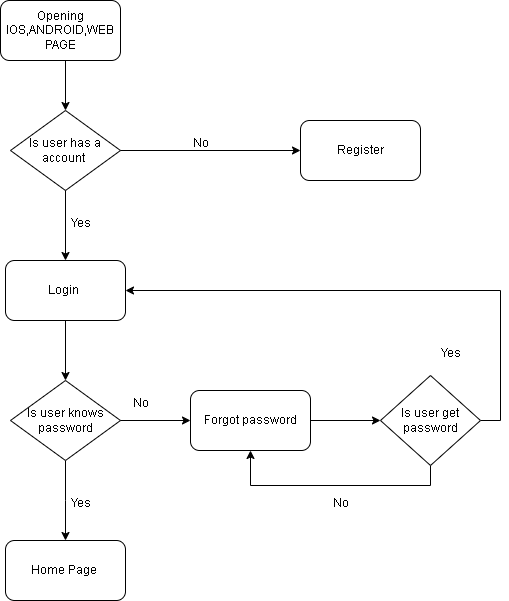 Opening
IOS,ANDROID,WEB
PAGE
Is user has a
account
No
Register
Yes
Login
Yes
Is user knows
password
No
Forgot password
Is user get
password
Yes
No
Home Page